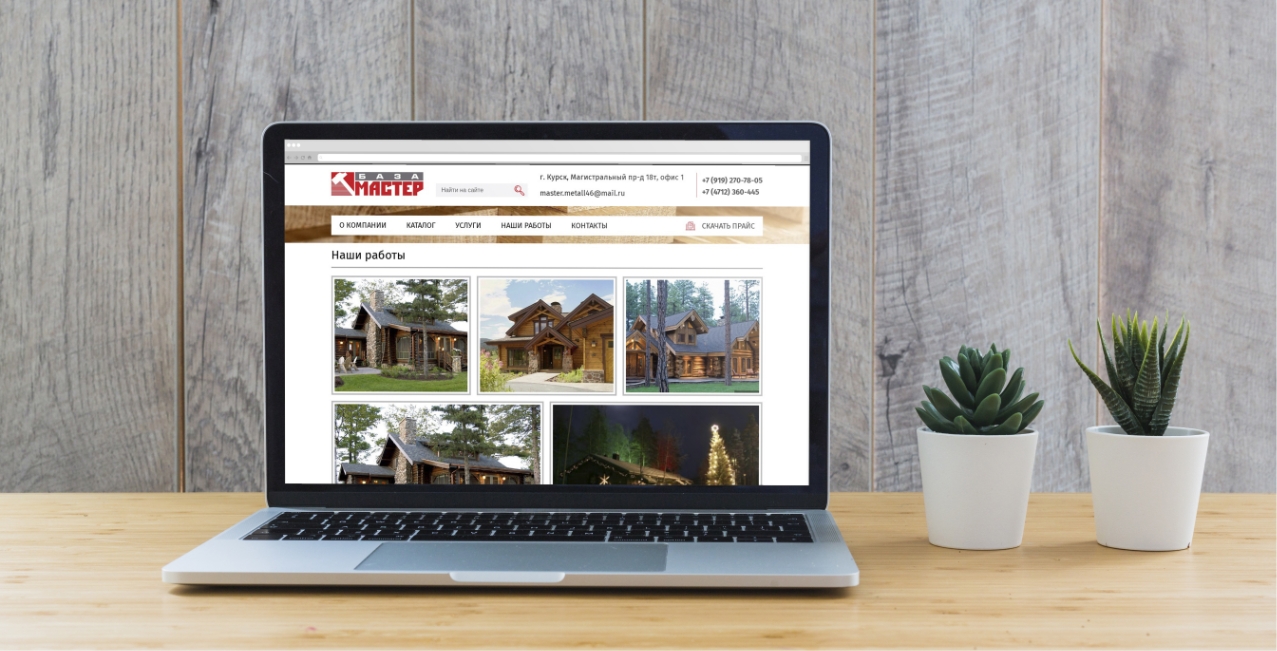 БАЗА
МАСТЕР
Найти на сайте
г. Курск, Магистральный пр-д 18т, офис 1
master.metall46@mail.ru
+7 (919) 270-78-05
+7 (4712) 360-445
О КОМПАНИИ КАТАЛОГ УСЛУГИ НАШИ РАБОТЫ КОНТАКТЫ СКАЧАТЬ ПРАЙС
Наши работы